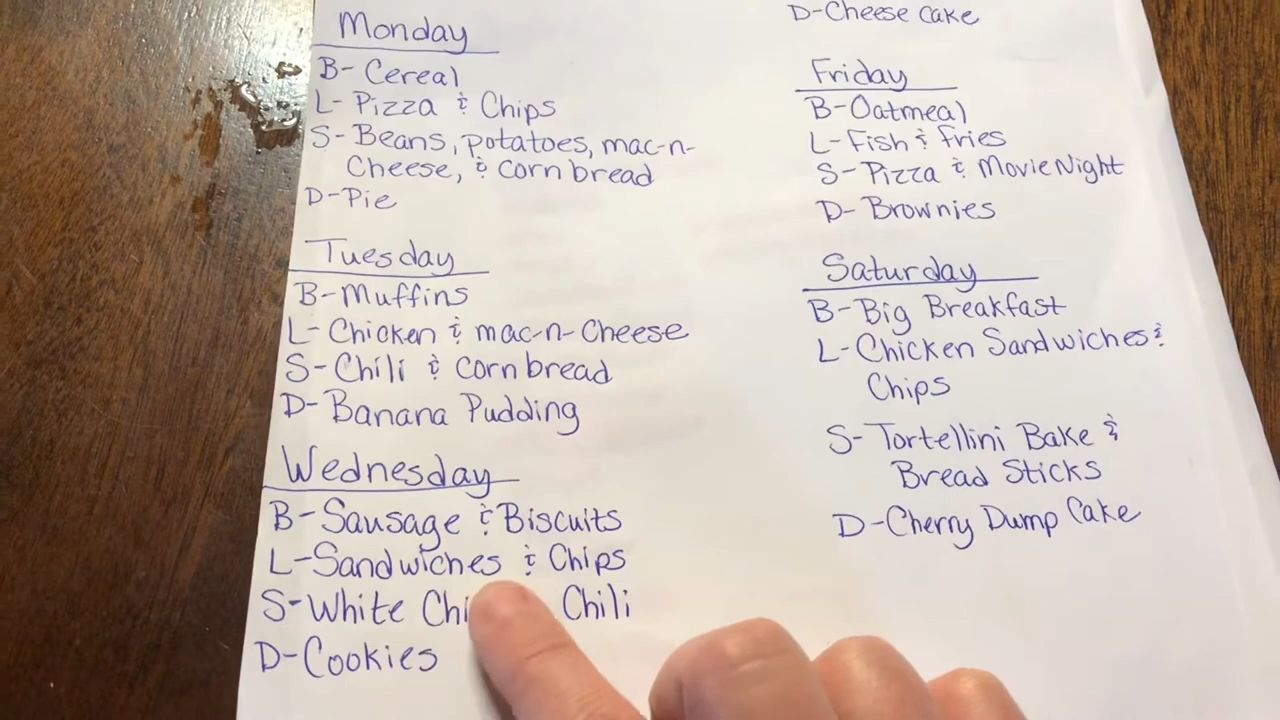 Monday
B- Cereal
L- Pizza & Chips
S- Beans, potatoes, mac-n-
Cheese, & corn bread
D- Pie
Tuesday
B- Muffins
L- Chicken & mac-n-Cheese
S- Chili & corn bread
D- Banana Pudding
Wednesday
B- Sausage & Biscuits
L- Sandwiches & Chips
S- White Chili
D- Cookies
D- Cheese cake
Friday
B- Oatmeal
L- Fish & fries
S- Pizza & Movie Night
D- Brownies
Saturday
B- Big Breakfast
L- Chicken Sandwiches &
Chips
S- Tortellini Bake &
Bread Sticks
D- Cherry Dump Cake